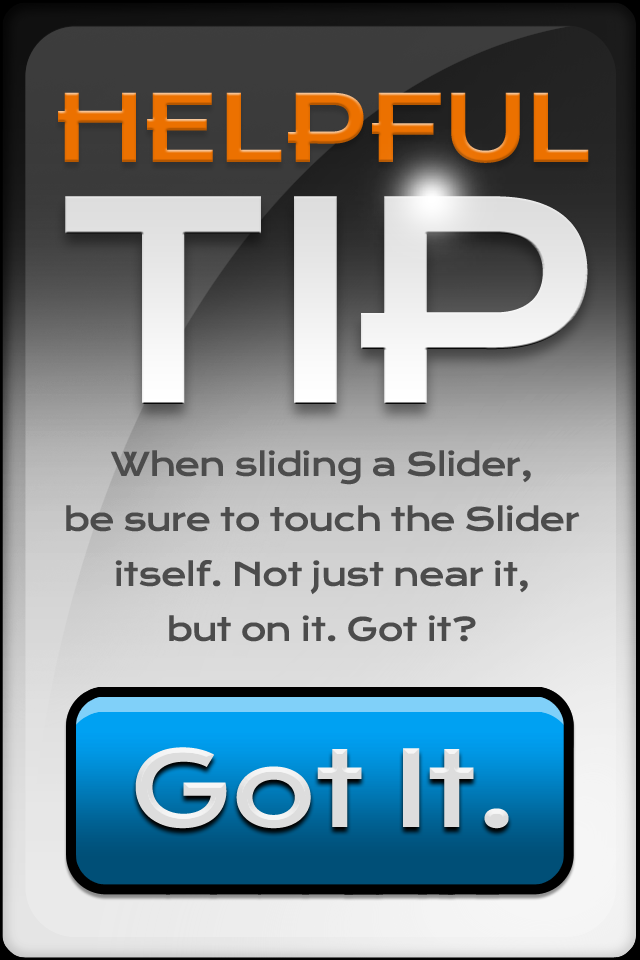 HELPFUL
TIP
When sliding a Slider,
be sure to touch the Slider
itself. Not just near it,
but on it. Got it?
Got It.